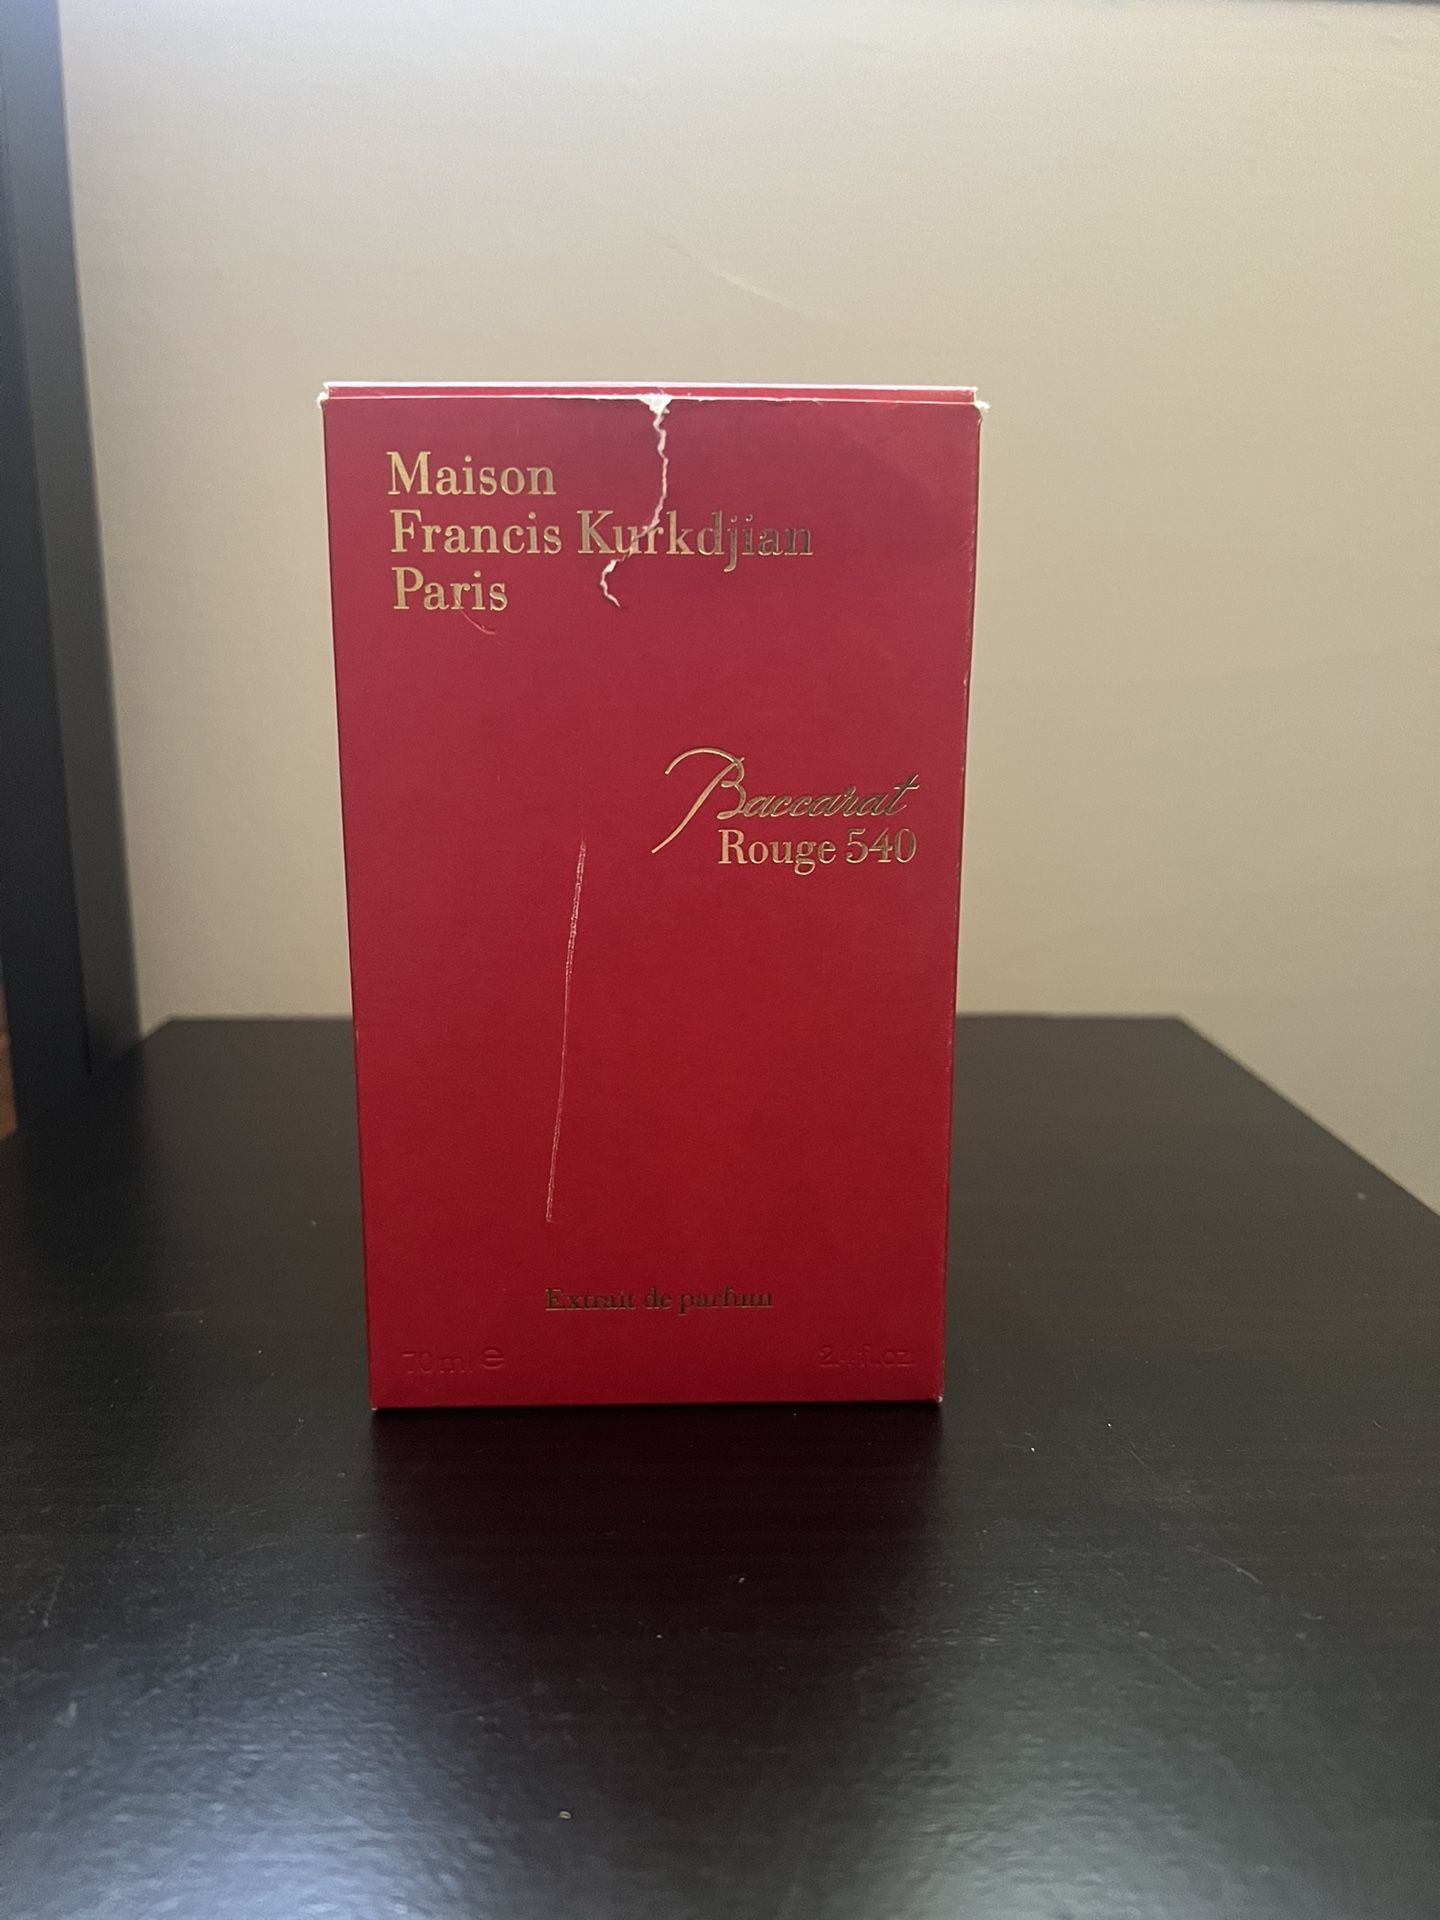 Maison
Francis Kurkdjian
Paris
Baccarat
Rouge 540
Extrait de parfum
70 ml e 2.4 fl.oz.